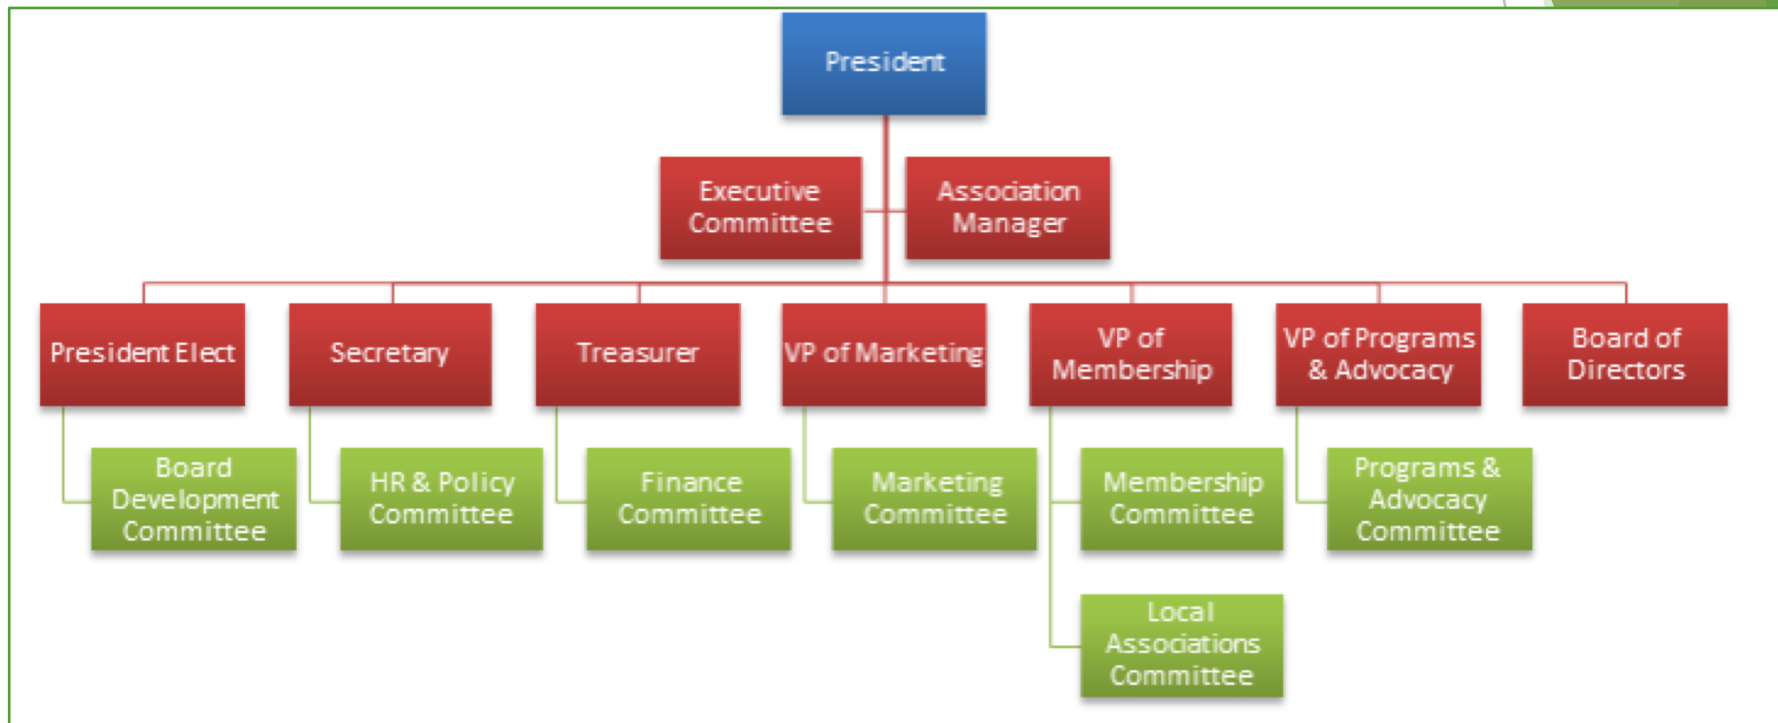 President
Executive
Committee
Association
Manager
President Elect
Secretary
Treasurer
VP of Marketing
VP of
Membership
VP of Programs
& Advocacy
Board of
Directors
Board
Development
Committee
HR & Policy
Committee
Finance
Committee
Marketing
Committee
Membership
Committee
Programs &
Advocacy
Committee
Local
Associations
Committee